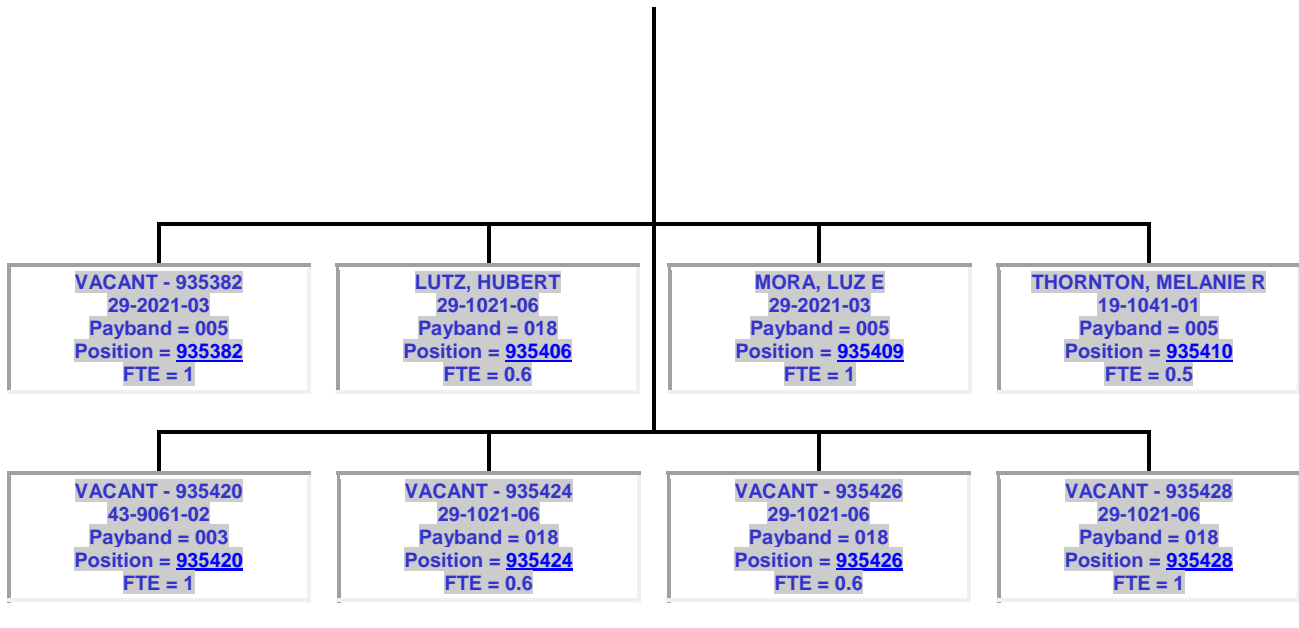 VACANT - 935382
29-2021-03
Payband = 005
Position = 935382
FTE = 1
LUTZ, HUBERT
29-1021-06
Payband = 018
Position = 935406
FTE = 0.6
MORA, LUZ E
29-2021-03
Payband = 005
Position = 935409
FTE = 1
THORNTON, MELANIE R
19-1041-01
Payband = 005
Position = 935410
FTE = 0.5
VACANT - 935420
43-9061-02
Payband = 003
Position = 935420
FTE = 1
VACANT - 935424
29-1021-06
Payband = 018
Position = 935424
FTE = 0.6
VACANT - 935426
29-1021-06
Payband = 018
Position = 935426
FTE = 0.6
VACANT - 935428
29-1021-06
Payband = 018
Position = 935428
FTE = 1